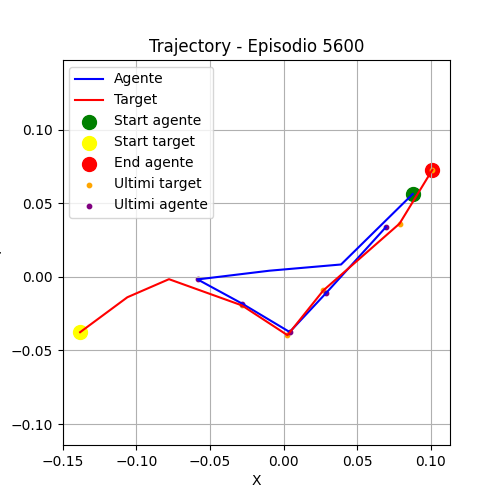 Trajectory - Episodio 5600
Agente
Target
Start agente
Start target
End agente
Ultimi target
Ultimi agente
0.10
0.05
0.00
−0.05
−0.10
−0.15
−0.10
−0.05
0.00
0.05
0.10
X